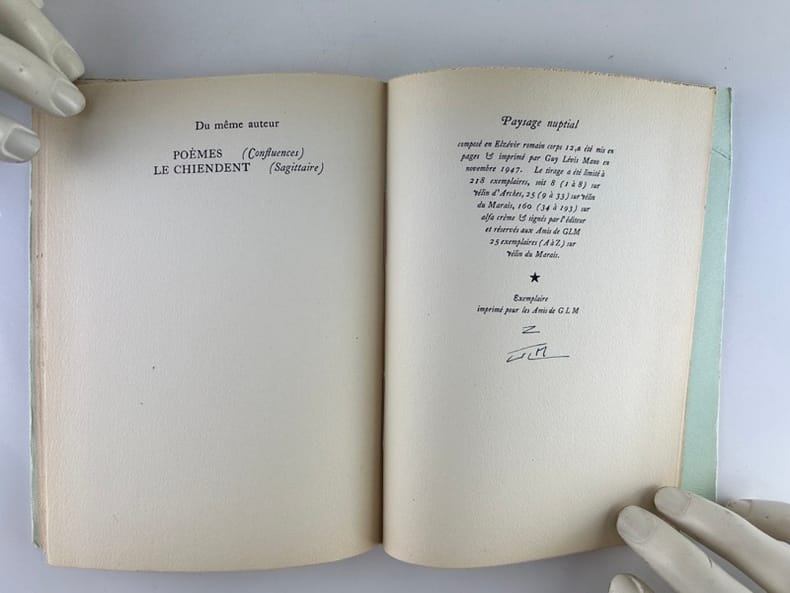 Du même auteur
POÈMES (Confluences)
LE CHIENDENT (Sagittaire)
Paysage nuptial
composé en Elzévir romain corps 12, a été mis en
pages & imprimé par Guy Lévis Mano en
novembre 1947. Le tirage a été limité à
218 exemplaires, soit 8 (1 à 8) sur
vélin d'Arches, 25 (9 à 33) sur vélin
du Marais, 160 (34 à 193) sur
alfa crème & signés par l'éditeur
et réservés aux Amis de GLM
25 exemplaires (A à Z) sur
vélin du Marais.
★
Exemplaire
imprimé pour les Amis de G L M
Z
GLM